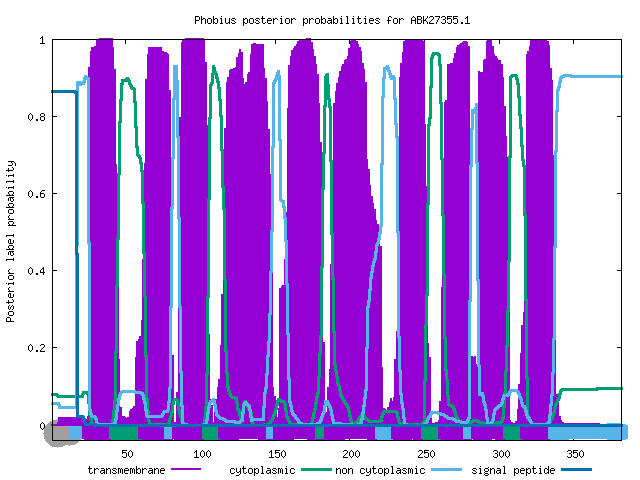 Phobius posterior probabilities for ABK27355.1
1
0.8
0.6
0.4
0.2
0
Posterior label probability
50 100 150 200 250 300 350
transmembrane cytoplasmic non cytoplasmic signal peptide